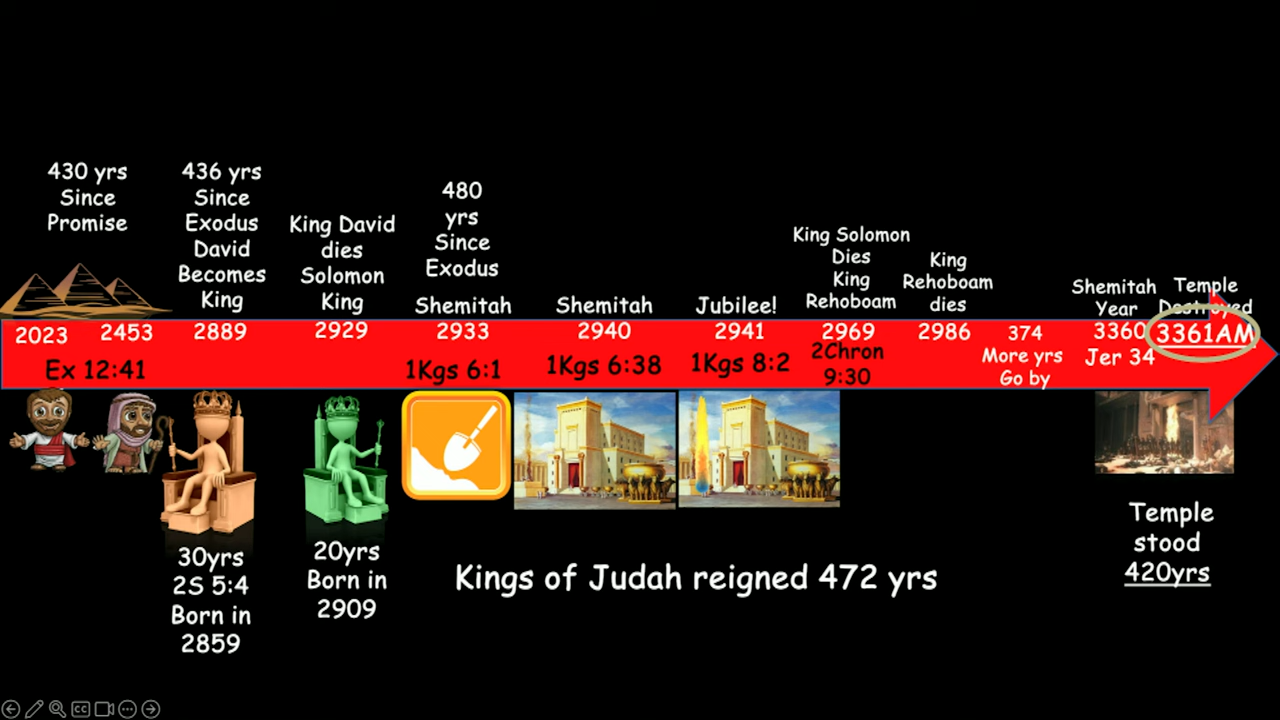 430 yrs
Since
Promise
436 yrs
Since
Exodus
David
Becomes
King
King David
dies
Solomon
King
480
yrs
Since
Exodus
Shemitah
Shemitah
Jubilee!
King Solomon
Dies
King
Rehoboam
King
Rehoboam
dies
Shemitah
Year
Temple
Destroyed
2023
2453
2889
2929
2933
2940
2941
2969
2986
374
More yrs
Go by
3360
3361AM
Ex 12:41
1Kgs 6:1
1Kgs 6:38
1Kgs 8:2
2Chron
9:30
Jer 34
30yrs
2S 5:4
Born in
2859
20yrs
Born in
2909
Kings of Judah reigned 472 yrs
Temple
stood
420yrs
CC